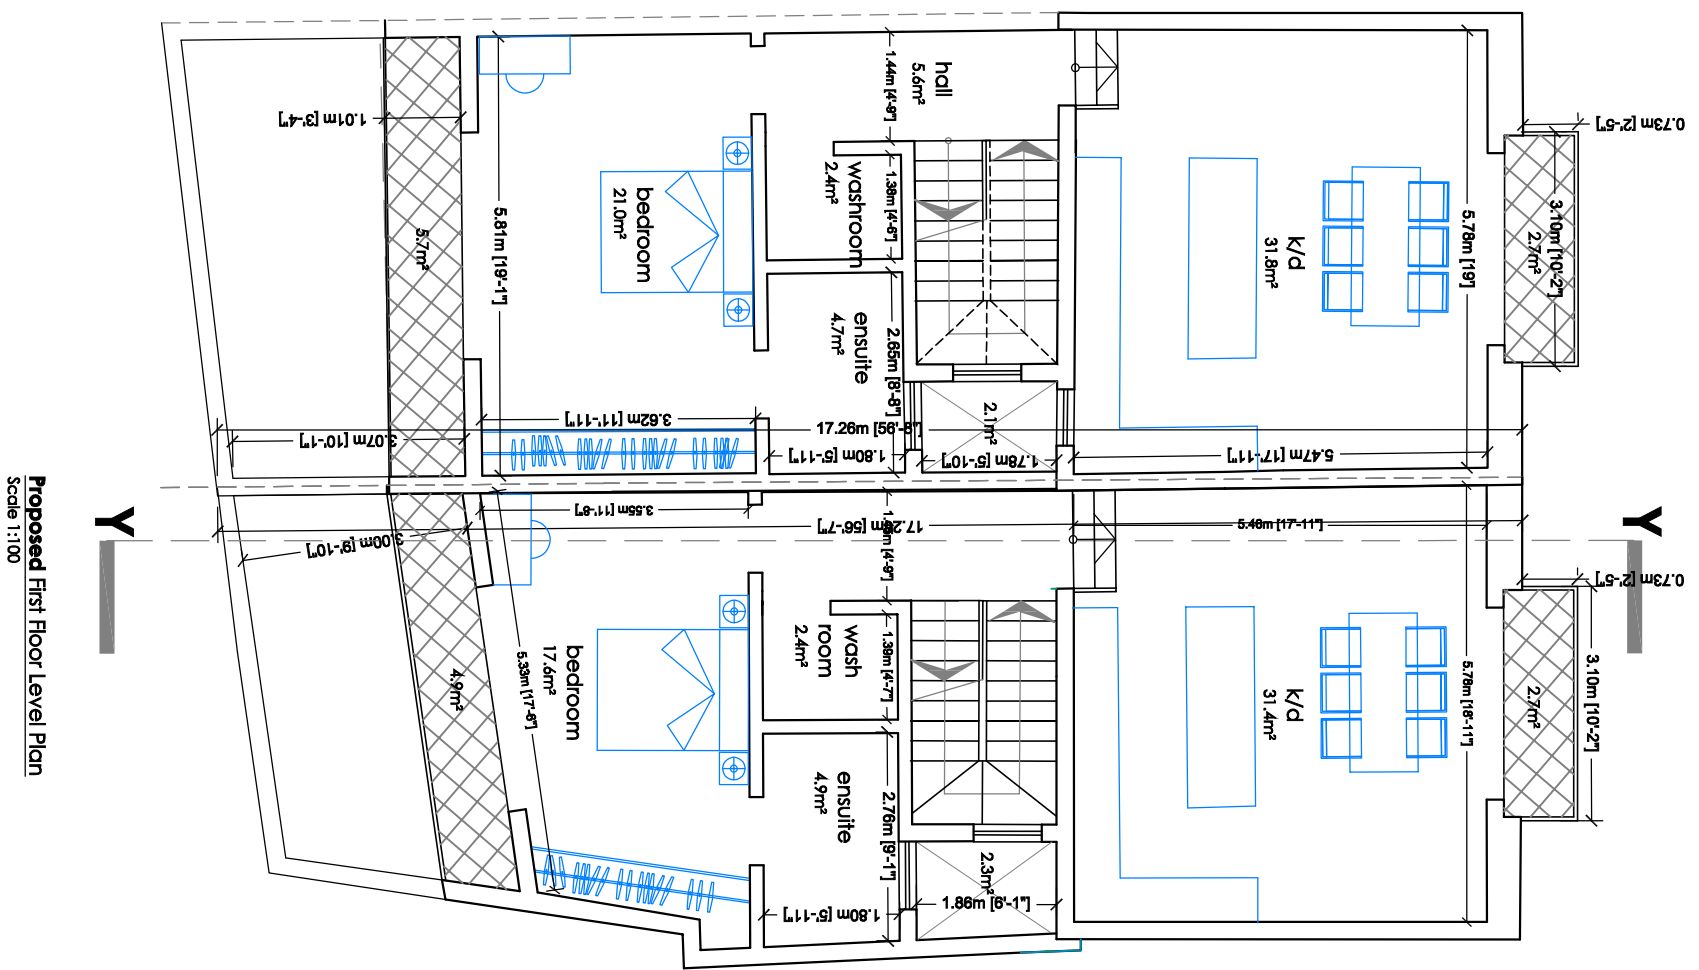 Proposed First Floor Level Plan
Scale 1:100
Y
Y
hall
5.6m²
1.44m [4'-9"]
1.01m [3'-4"]
0.73m [2'-5"]
washroom
2.4m²
1.38m [4'-6"]
bedroom
21.0m²
5.81m [19'-1"]
5.7m²
k/d
31.8m²
5.78m [19']
3.10m [10'-2"]
2.7m²
ensuite
4.7m²
2.65m [8'-8"]
2.1m²
3.62m [11'-11"]
17.26m [56'-8"]
3.07m [10'-1"]
1.80m [5'-11"]
1.78m [5'-10"]
5.47m [17'-11"]
3.55m [11'-8"]
17.26m [56'-7"]
5.46m [17'-11"]
3.00m [9'-10"]
0.73m [2'-5"]
wash
room
2.4m²
1.39m [4'-7"]
bedroom
17.6m²
5.33m [17'-6"]
4.9m²
k/d
31.4m²
5.78m [18'-11"]
2.7m²
3.10m [10'-2"]
ensuite
4.9m²
2.76m [9'-1"]
2.3m²
1.86m [6'-1"]
1.80m [5'-11"]